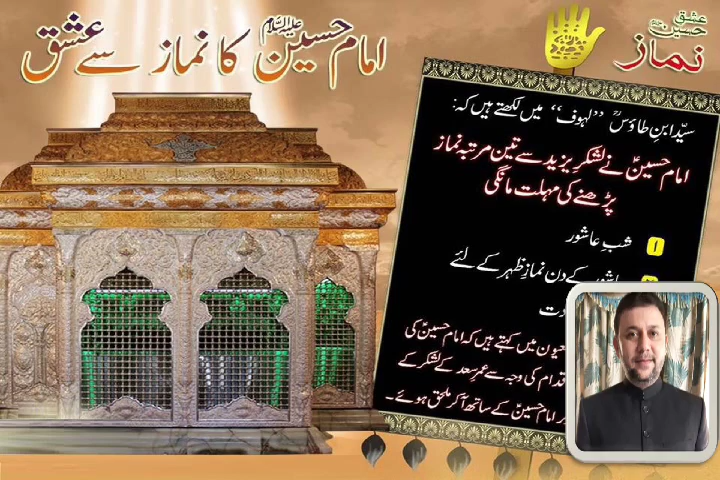 امام حسین علیہ السلام کا نماز سے عشق
عشق
حسین
نماز
سیّد ابنِ طاؤسؒ ”لہوف“ میں لکھتے ہیں کہ:
امام حسینؑ نے لشکرِ یزید سے تین مرتبہ نماز
پڑھنے کی مہلت مانگی
۱ شبِ عاشور
کے دن نمازِ ظہر کے لئے
میں کہتے ہیں کہ امام حسینؑ کی
کی وجہ سے عمرِ سعد کے لشکر کے
امام حسینؑ کے ساتھ آ کر ملحق ہوئے۔